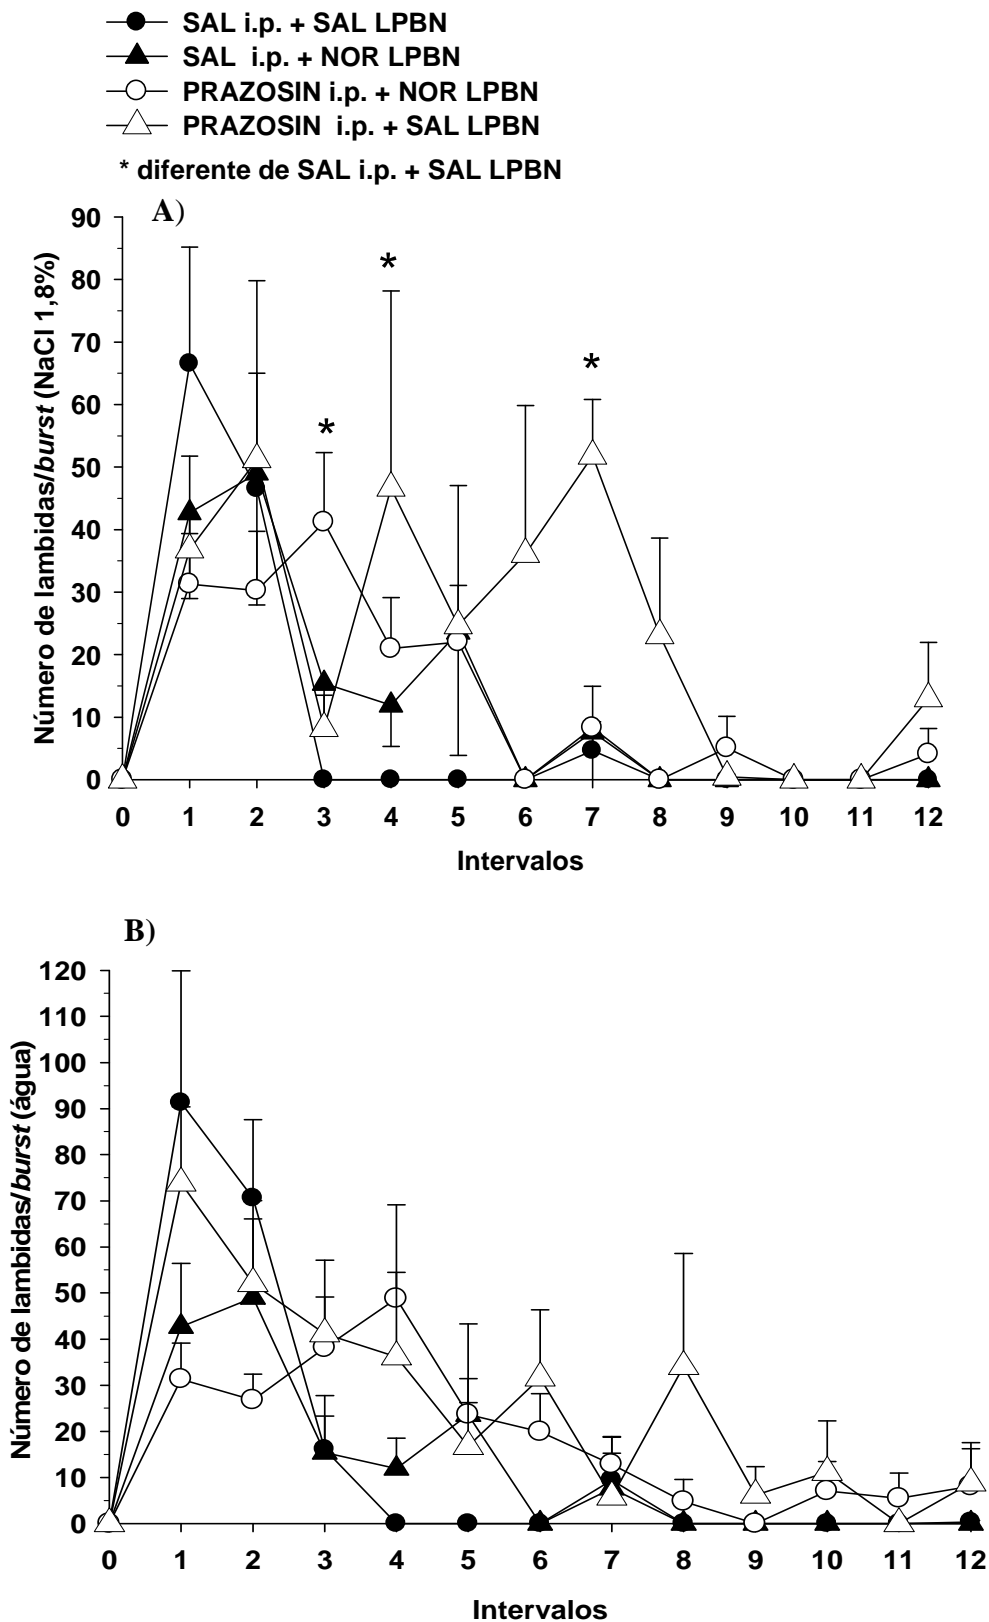 SAL i.p. + SAL LPBN
SAL i.p. + NOR LPBN
PRAZOSIN i.p. + NOR LPBN
PRAZOSIN i.p. + SAL LPBN
* diferente de SAL i.p. + SAL LPBN
A)
Número de lambidas/burst (NaCl 1,8%)
90
80
70
60
50
40
30
20
10
0
*
*
*
0 1 2 3 4 5 6 7 8 9 10 11 12
Intervalos
B)
Número de lambidas/burst (água)
120
110
100
90
80
70
60
50
40
30
20
10
0
0 1 2 3 4 5 6 7 8 9 10 11 12
Intervalos